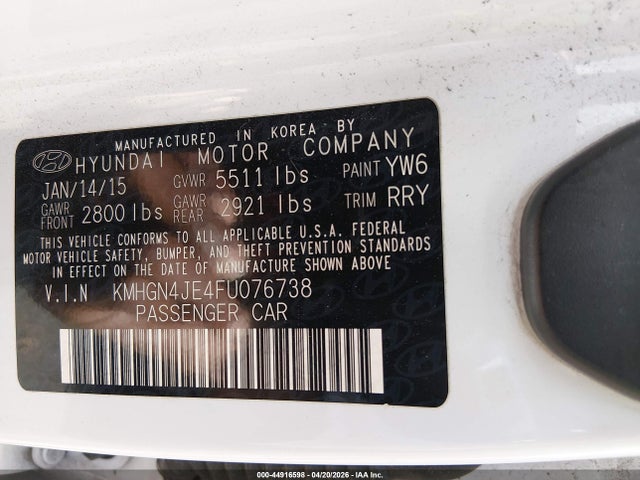 MANUFACTURED IN KOREA BY
HYUNDAI MOTOR COMPANY
JAN/14/15 GVWR 5511 lbs PAINT YW6
GAWR FRONT 2800 lbs GAWR REAR 2921 lbs TRIM RRY
THIS VEHICLE CONFORMS TO ALL APPLICABLE U.S.A. FEDERAL
MOTOR VEHICLE SAFETY, BUMPER, AND THEFT PREVENTION STANDARDS
IN EFFECT ON THE DATE OF MANUFACTURE SHOWN ABOVE
V.I.N KMHGN4JE4FU076738
PASSENGER CAR
000-44916598 - 04/20/2026 - IAA Inc.